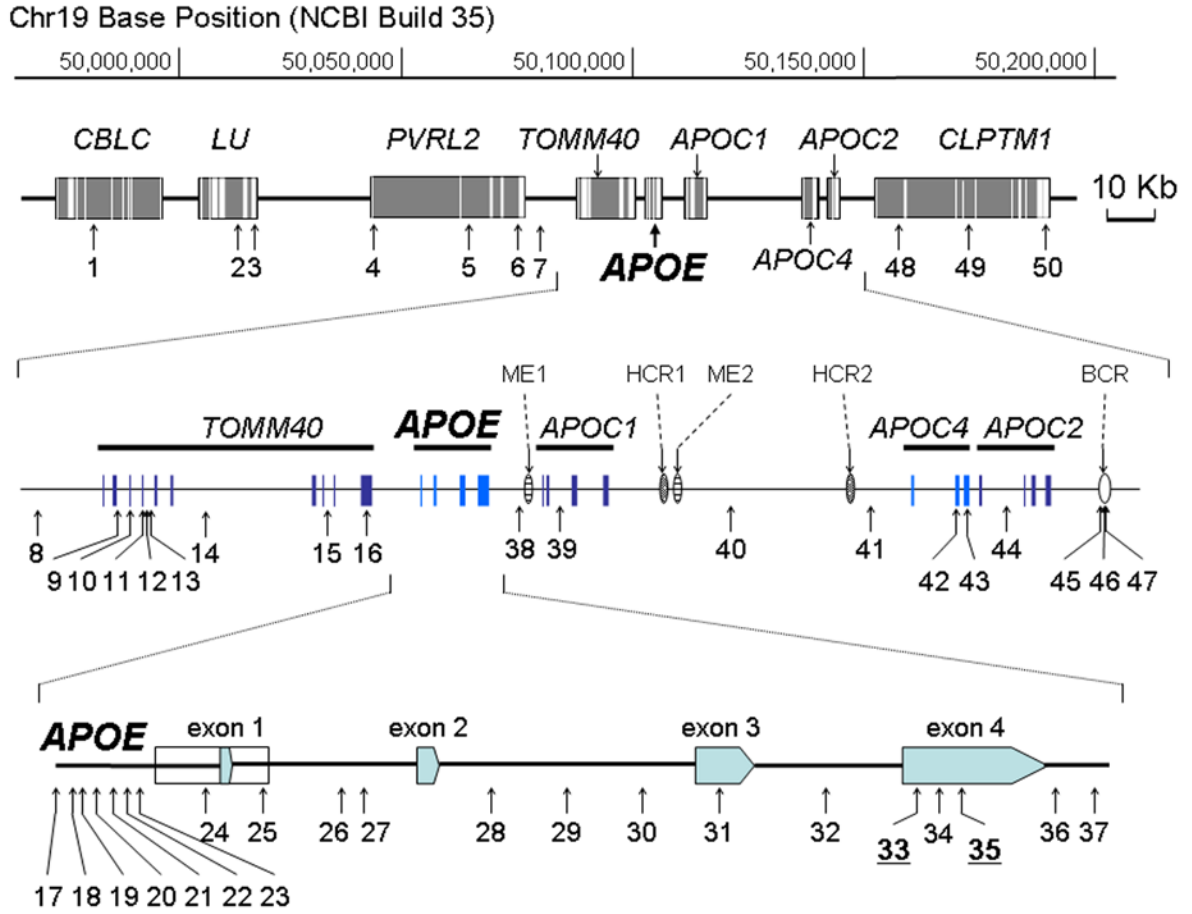 Chr19 Base Position (NCBI Build 35)
50,000,000 50,050,000 50,100,000 50,150,000 50,200,000
CBLC LU PVRL2 TOMM40 APOC1 APOC2 CLPTM1
10 Kb
1 2 3 4 5 6 7 APOE APOC4 48 49 50
ME1 HCR1 ME2 HCR2 BCR
TOMM40 APOE APOC1 APOC4 APOC2
8 14 15 16 38 39 40 41 44
9 10 11 12 13 42 43 45 46 47
APOE exon 1 exon 2 exon 3 exon 4
24 25 26 27 28 29 30 31 32 33 34 35 36 37
17 18 19 20 21 22 23